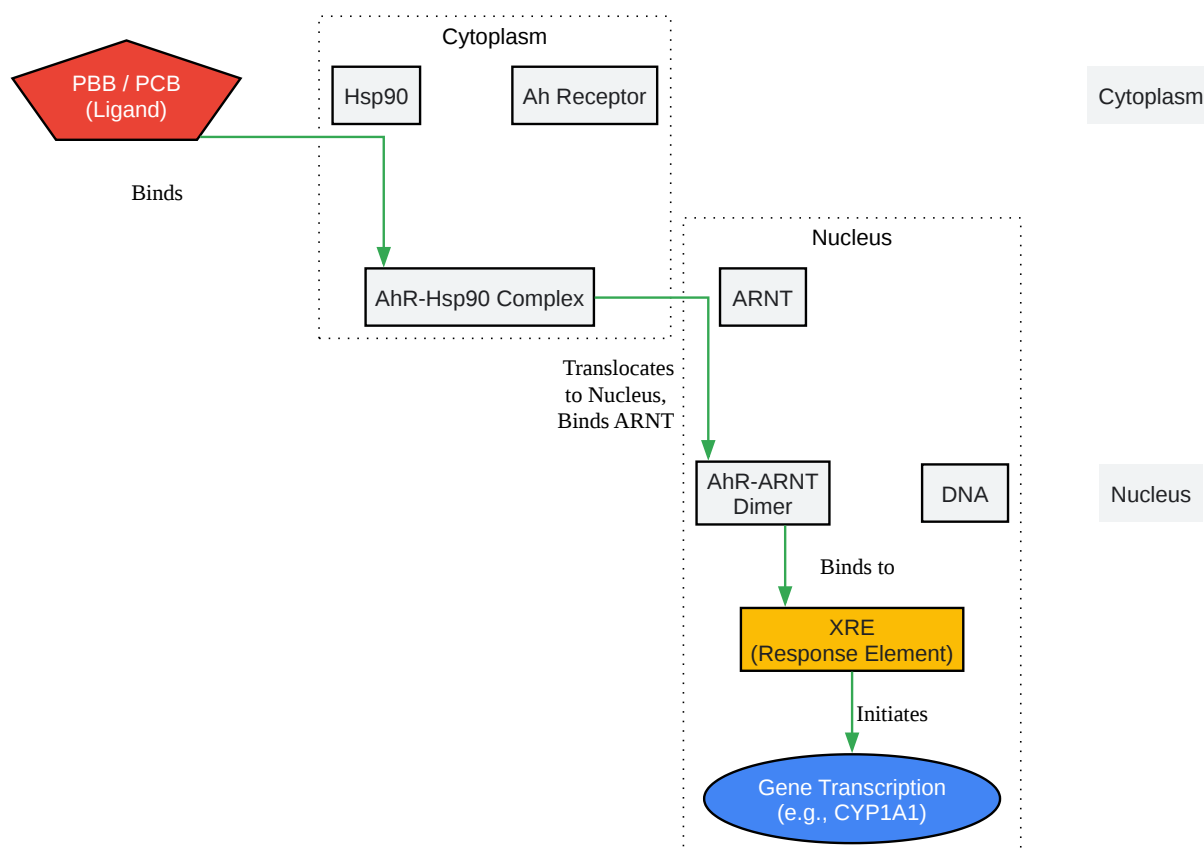 Cytoplasm
PBB / PCB
(Ligand)
Hsp90
Ah Receptor
Cytoplasm
Binds
Nucleus
AhR-Hsp90 Complex
ARNT
Translocates
to Nucleus,
Binds ARNT
AhR-ARNT
Dimer
DNA
Nucleus
Binds to
XRE
(Response Element)
Initiates
Gene Transcription
(e.g., CYP1A1)